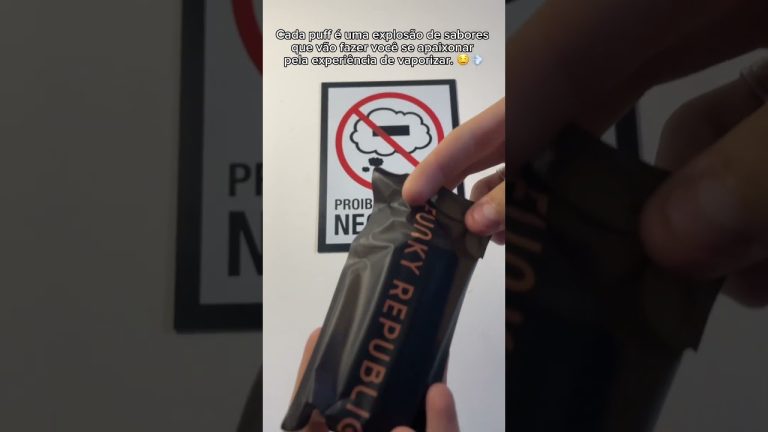 Cada puff é uma explosão de sabores
que vão fazer você se apaixonar
pela experiência de vaporizar. 😋💨
PROIB
NE
FUNKY REPUBLIC